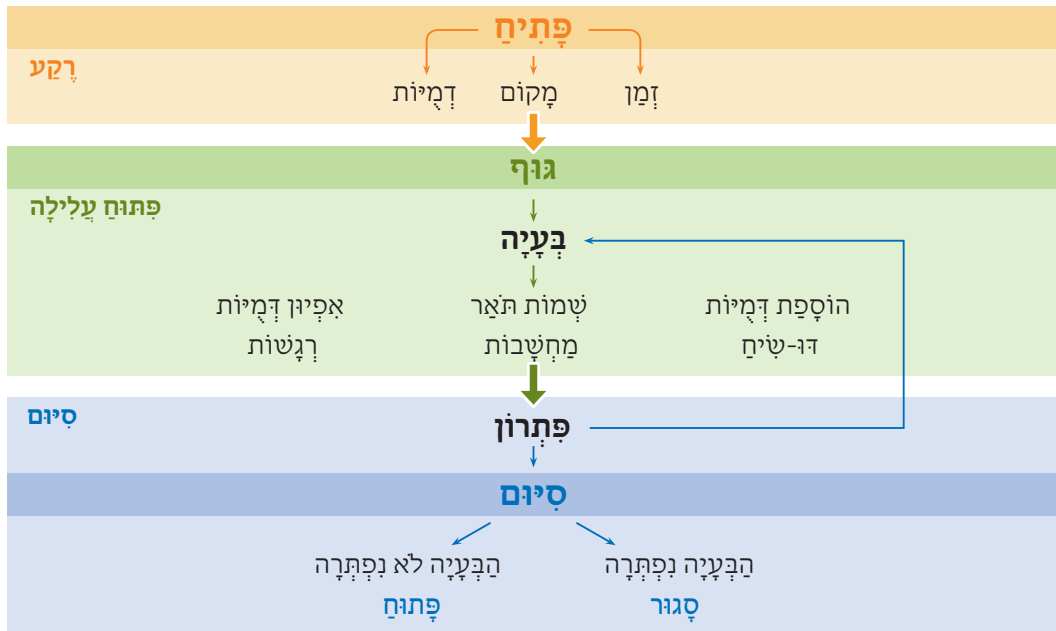 פָּתִיחַ
רֶקַע
זְמַן מָקוֹם דְּמֻיּוֹת
גּוּף
פִּתּוּחַ עֲלִילָה
בְּעָיָה
הוֹסָפַת דְּמֻיּוֹת שְׁמוֹת תֹּאַר אִפְיוּן דְּמֻיּוֹת
דּוּ-שִׂיחַ מַחְשָׁבוֹת רְגָשׁוֹת
סִיּוּם
פִּתְרוֹן
סִיּוּם
הַבְּעָיָה נִפְתְּרָה הַבְּעָיָה לֹא נִפְתְּרָה
סָגוּר פָּתוּחַ